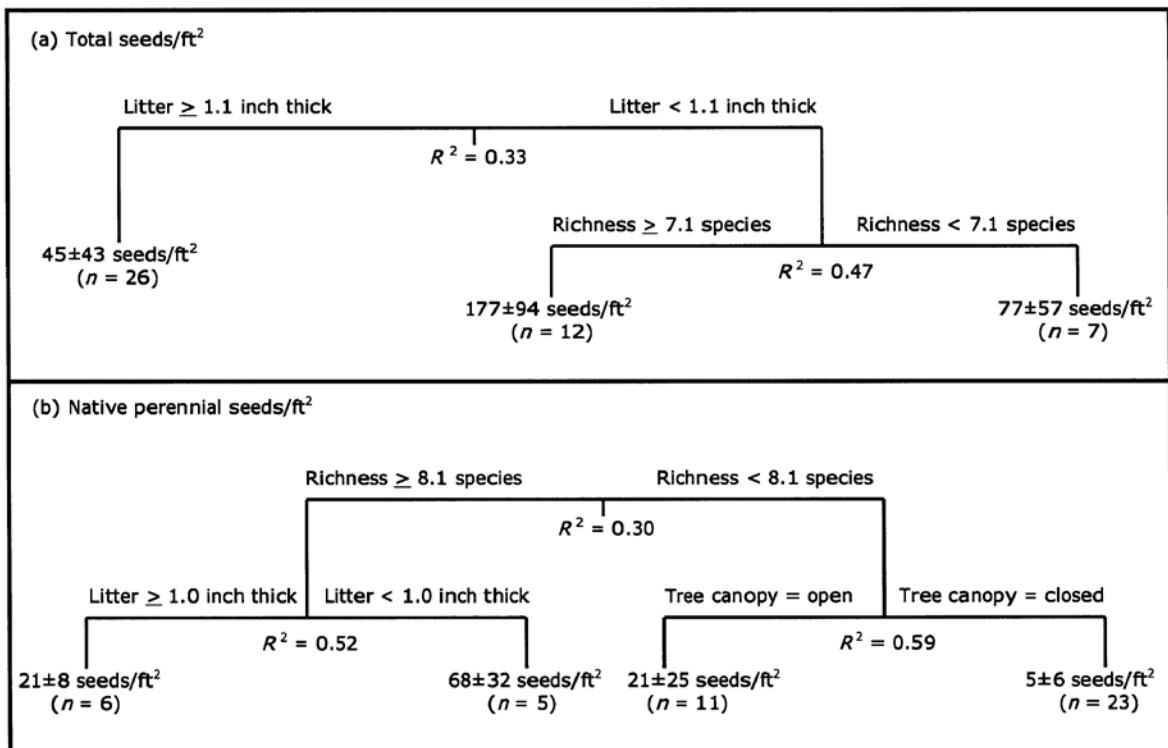 (a) Total seeds/ft²
Litter ≥ 1.1 inch thick
Litter < 1.1 inch thick
R² = 0.33
45±43 seeds/ft²
(n = 26)
Richness ≥ 7.1 species
Richness < 7.1 species
R² = 0.47
177±94 seeds/ft²
(n = 12)
77±57 seeds/ft²
(n = 7)
(b) Native perennial seeds/ft²
Richness ≥ 8.1 species
Richness < 8.1 species
R² = 0.30
Litter ≥ 1.0 inch thick
Litter < 1.0 inch thick
R² = 0.52
21±8 seeds/ft²
(n = 6)
68±32 seeds/ft²
(n = 5)
Tree canopy = open
Tree canopy = closed
R² = 0.59
21±25 seeds/ft²
(n = 11)
5±6 seeds/ft²
(n = 23)